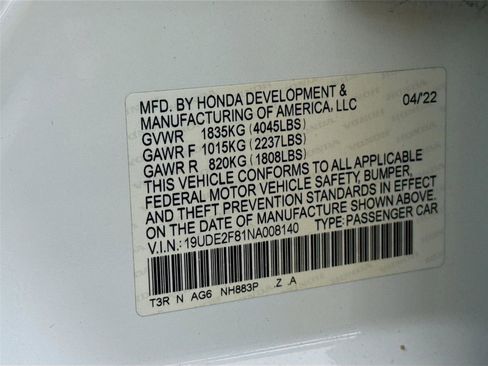 MFD. BY HONDA DEVELOPMENT & 04/'22
MANUFACTURING OF AMERICA, LLC
GVWR 1835KG (4045LBS)
GAWR F 1015KG (2237LBS)
GAWR R 820KG (1808LBS)
THIS VEHICLE CONFORMS TO ALL APPLICABLE
FEDERAL MOTOR VEHICLE SAFETY, BUMPER,
AND THEFT PREVENTION STANDARDS IN EFFECT
ON THE DATE OF MANUFACTURE SHOWN ABOVE.
V.I.N.: 19UDE2F81NA008140 TYPE: PASSENGER CAR
T3R N AG6 NH883P .Z .A